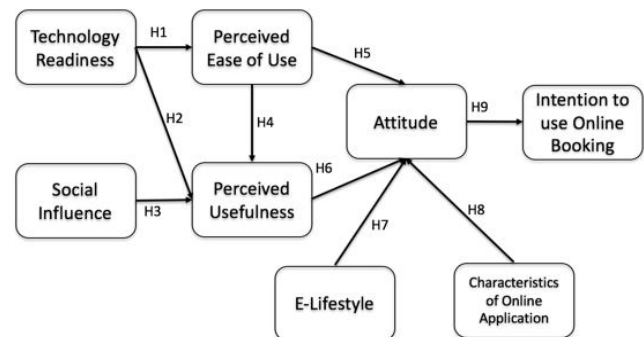 Technology
Readiness
H1
Perceived
Ease of Use
H5
H2
H4
Attitude
H9
Intention to
use Online
Booking
Social
Influence
H3
Perceived
Usefulness
H6
H7
H8
E-Lifestyle
Characteristics
of Online
Application